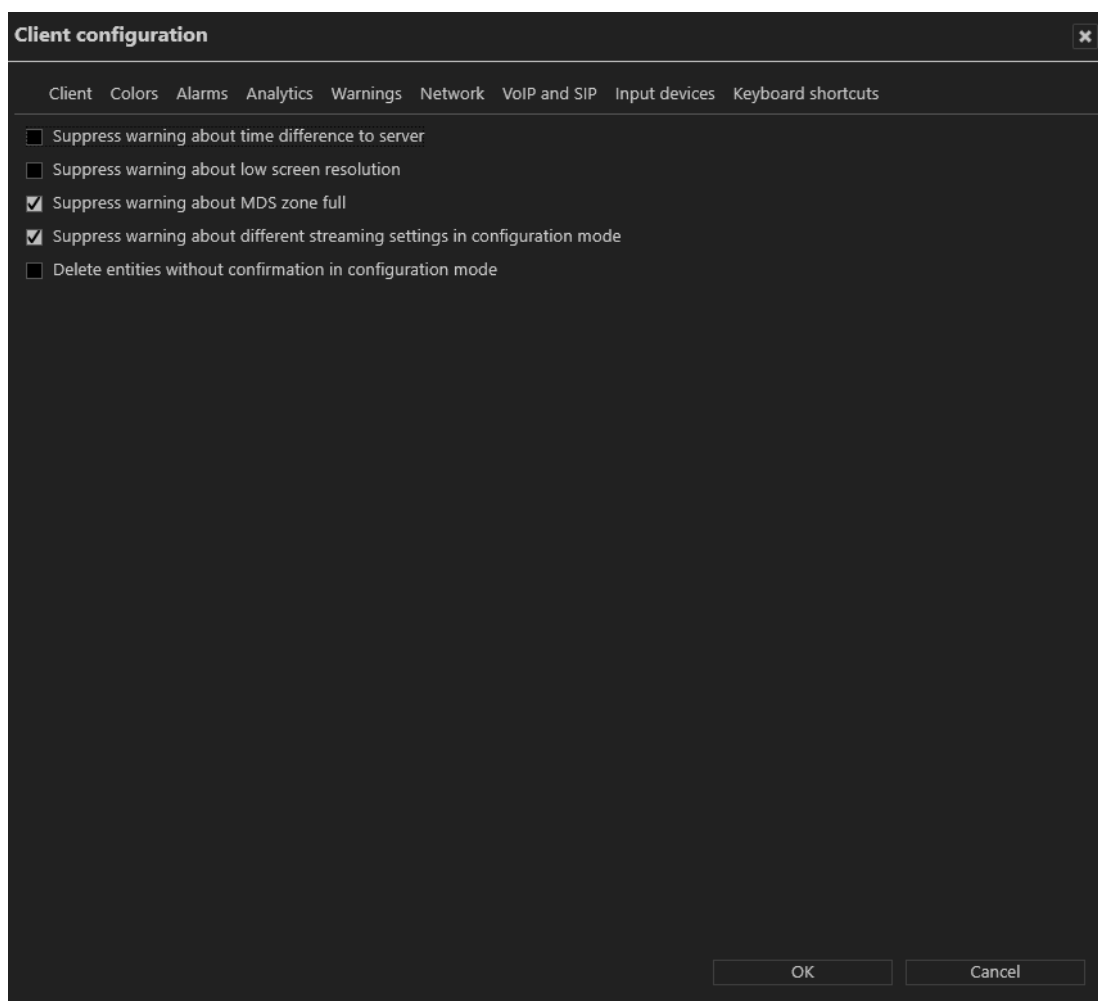 Client configuration
Client Colors Alarms Analytics Warnings Network VoIP and SIP Input devices Keyboard shortcuts
Suppress warning about time difference to server
Suppress warning about low screen resolution
Suppress warning about MDS zone full
Suppress warning about different streaming settings in configuration mode
Delete entities without confirmation in configuration mode
OK Cancel